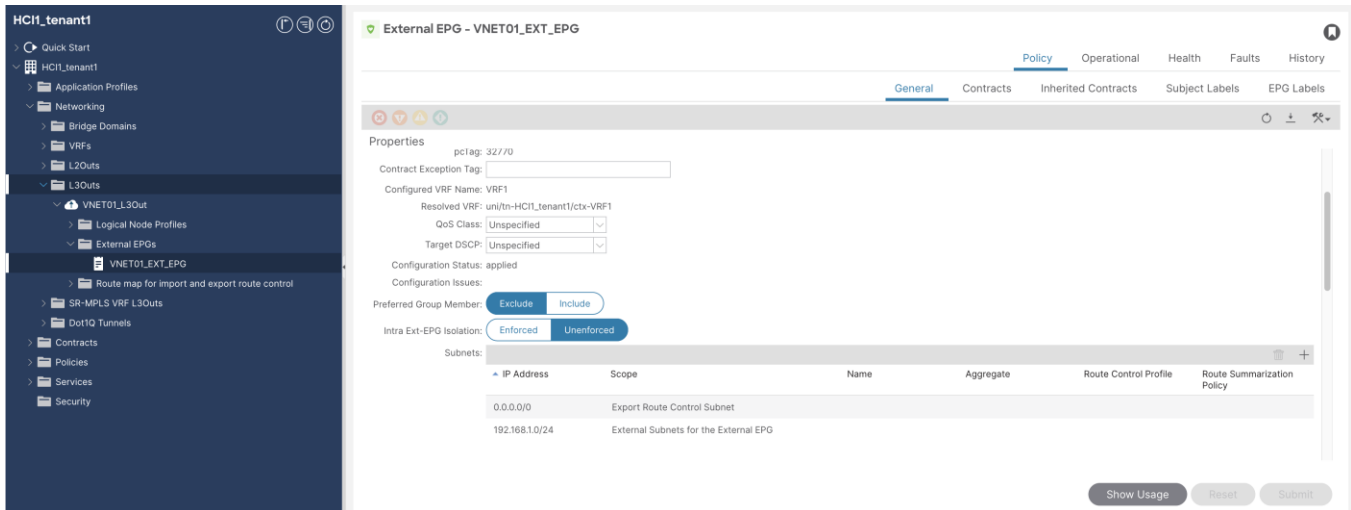 HCI1_tenant1
Quick Start
HCI1_tenant1
Application Profiles
Networking
Bridge Domains
VRFs
L2Outs
L3Outs
VNET01_L3Out
Logical Node Profiles
External EPGs
VNET01_EXT_EPG
Route map for import and export route control
SR-MPLS VRF L3Outs
Dot1Q Tunnels
Contracts
Policies
Services
Security
External EPG - VNET01_EXT_EPG
Policy Operational Health Faults History
General Contracts Inherited Contracts Subject Labels EPG Labels
Properties
pcTag: 32770
Contract Exception Tag:
Configured VRF Name: VRF1
Resolved VRF: uni/tn-HCI1_tenant1/ctx-VRF1
QoS Class: Unspecified
Target DSCP: Unspecified
Configuration Status: applied
Configuration Issues:
Preferred Group Member: Exclude Include
Intra Ext-EPG Isolation: Enforced Unenforced
Subnets:
IP Address Scope Name Aggregate Route Control Profile Route Summarization
Policy
0.0.0.0/0 Export Route Control Subnet
192.168.1.0/24 External Subnets for the External EPG
Show Usage Reset Submit